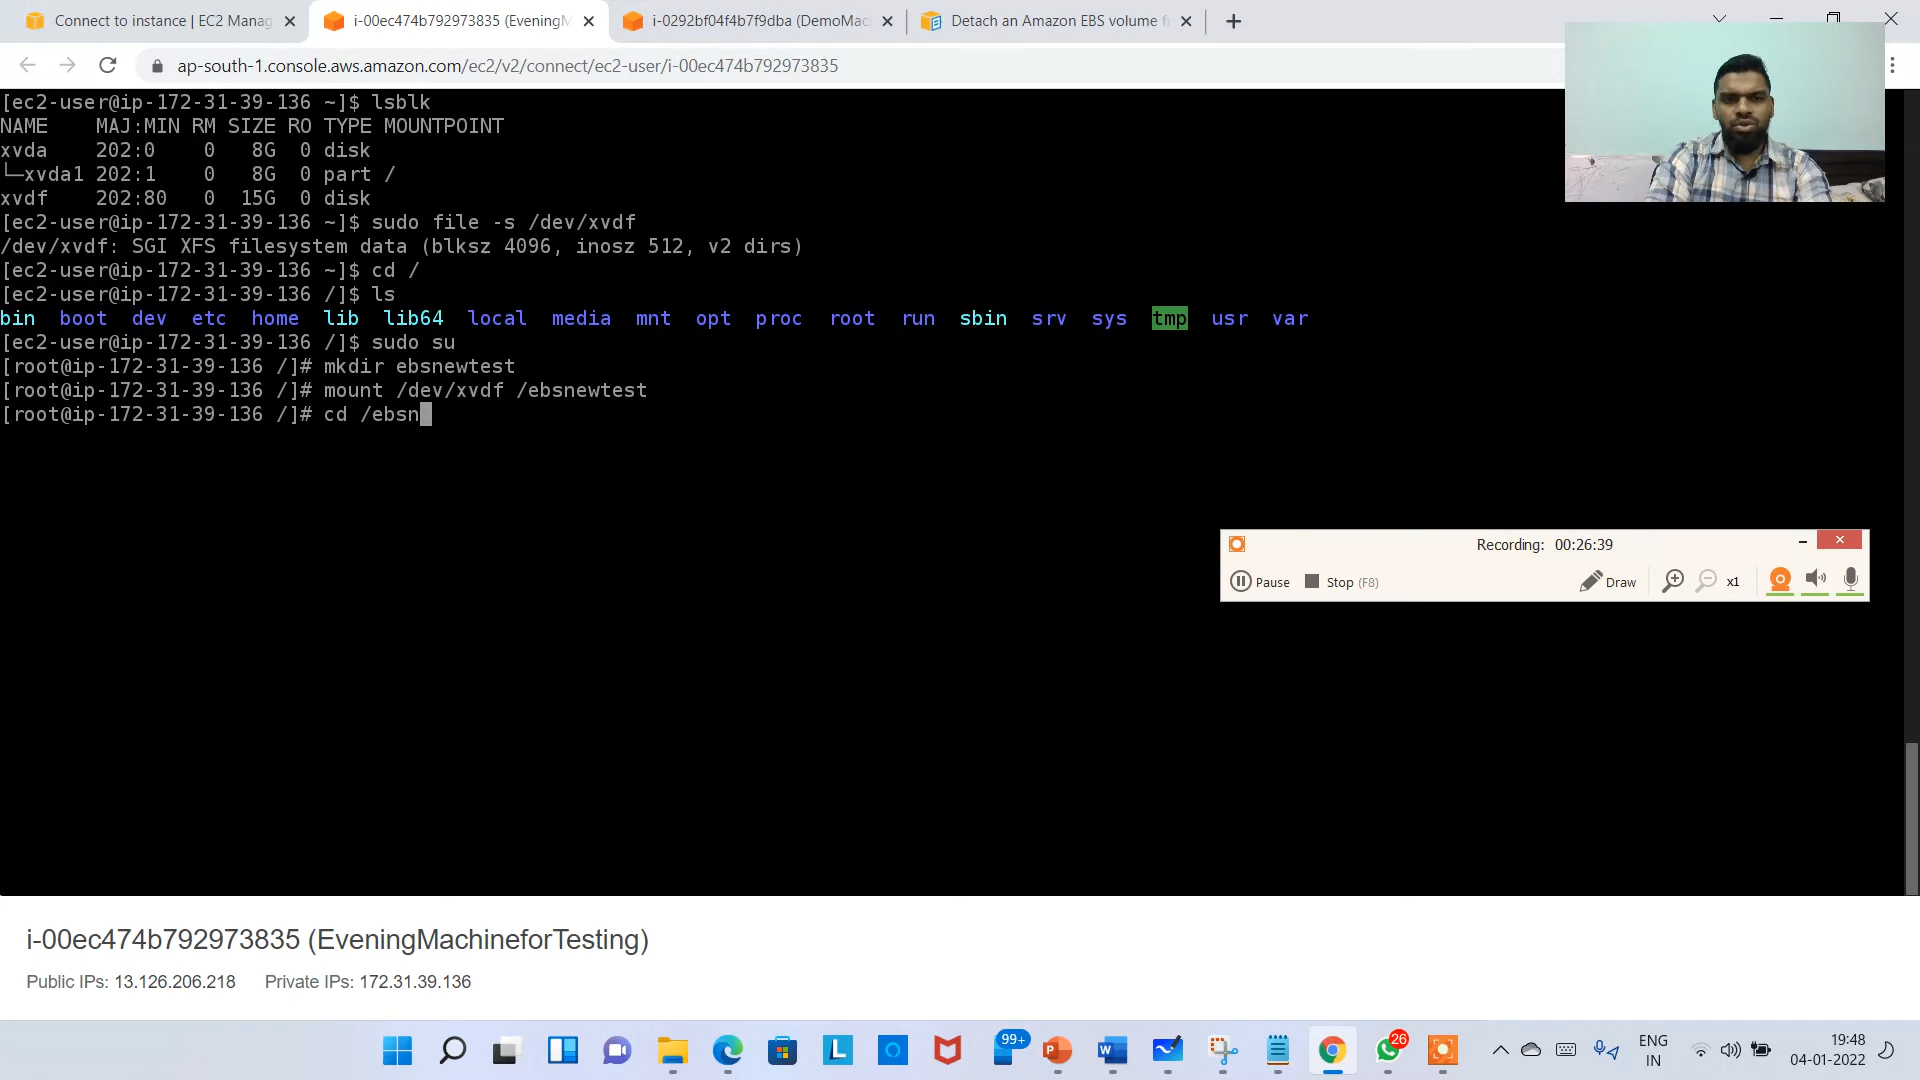 Connect to instance | EC2 Manag
i-00ec474b792973835 (EveningM
i-0292bf04f4b7f9dba (DemoMac
Detach an Amazon EBS volume f
ap-south-1.console.aws.amazon.com/ec2/v2/connect/ec2-user/i-00ec474b792973835
[ec2-user@ip-172-31-39-136 ~]$ lsblk
NAME    MAJ:MIN RM SIZE RO TYPE MOUNTPOINT
xvda    202:0    0   8G  0 disk
└─xvda1 202:1    0   8G  0 part /
xvdf    202:80   0  15G  0 disk
[ec2-user@ip-172-31-39-136 ~]$ sudo file -s /dev/xvdf
/dev/xvdf: SGI XFS filesystem data (blksz 4096, inosz 512, v2 dirs)
[ec2-user@ip-172-31-39-136 ~]$ cd /
[ec2-user@ip-172-31-39-136 /]$ ls
bin  boot  dev  etc  home  lib  lib64  local  media  mnt  opt  proc  root  run  sbin  srv  sys  tmp  usr  var
[ec2-user@ip-172-31-39-136 /]$ sudo su
[root@ip-172-31-39-136 /]# mkdir ebsnewtest
[root@ip-172-31-39-136 /]# mount /dev/xvdf /ebsnewtest
[root@ip-172-31-39-136 /]# cd /ebsn
Recording: 00:26:39
Pause Stop (F8) Draw x1
i-00ec474b792973835 (EveningMachineforTesting)
Public IPs: 13.126.206.218 Private IPs: 172.31.39.136
99+
26
ENG
IN
19:48
04-01-2022